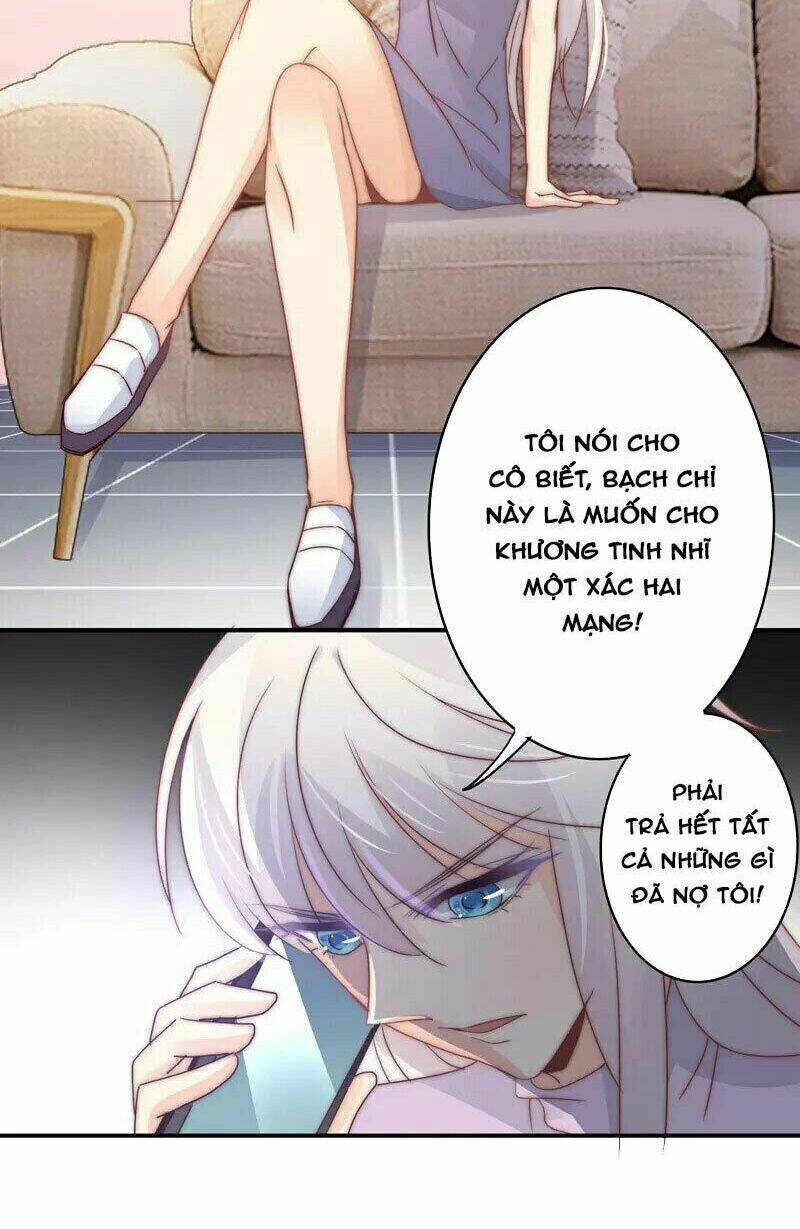 TÔI NÓI CHO
CÔ BIẾT, BẠCH CHỈ
NÀY LÀ MUỐN CHO
KHƯƠNG TINH NHĨ
MỘT XÁC HAI
MẠNG!
PHẢI
TRẢ HẾT TẤT
CẢ NHỮNG GÌ
ĐÃ NỢ TÔI!